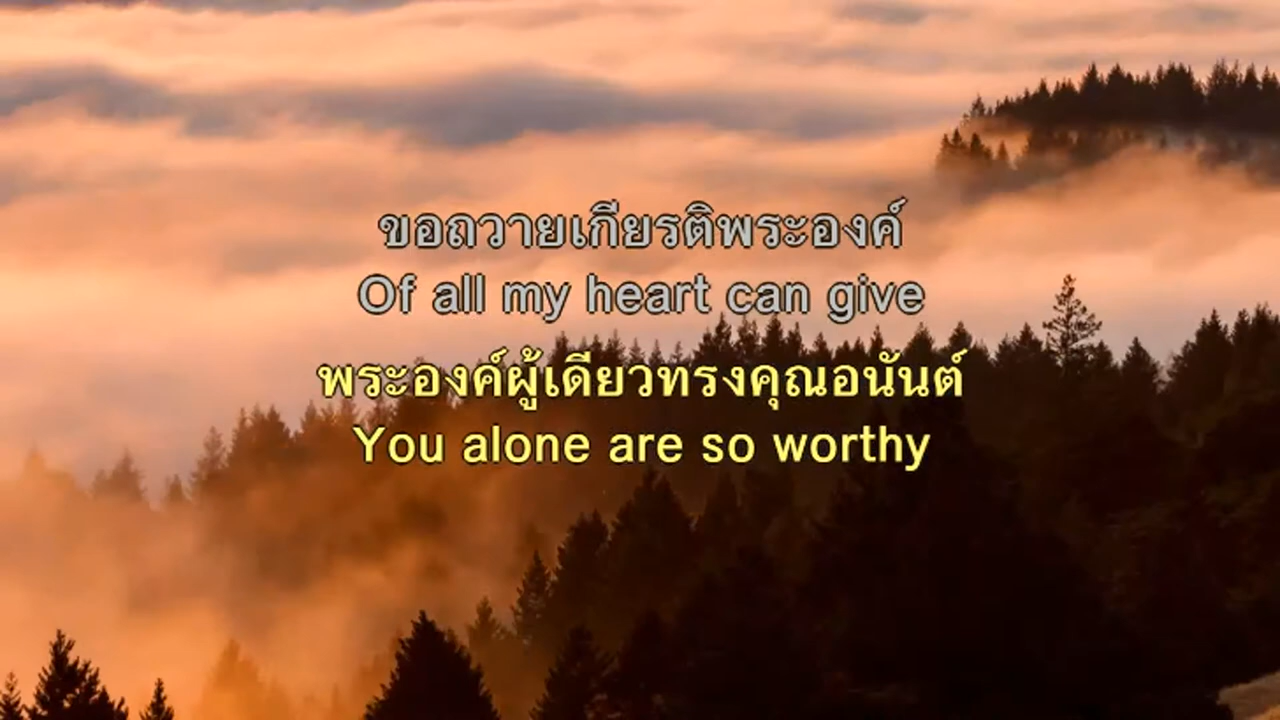 ขอถวายเกียรติพระองค์
Of all my heart can give
พระองค์ผู้เดียวทรงคุณอนันต์
You alone are so worthy